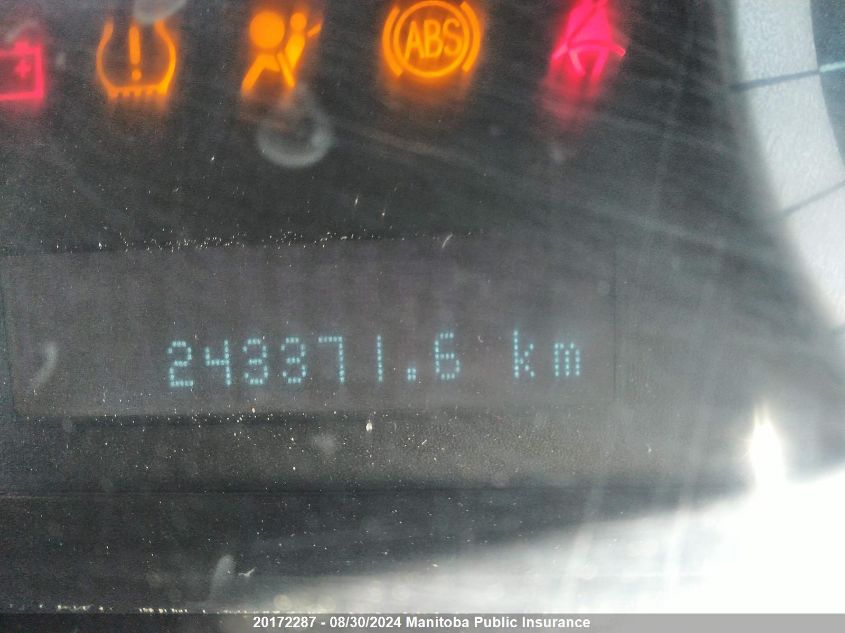 ABS
243371.6 km
20172287 - 08/30/2024 Manitoba Public Insurance